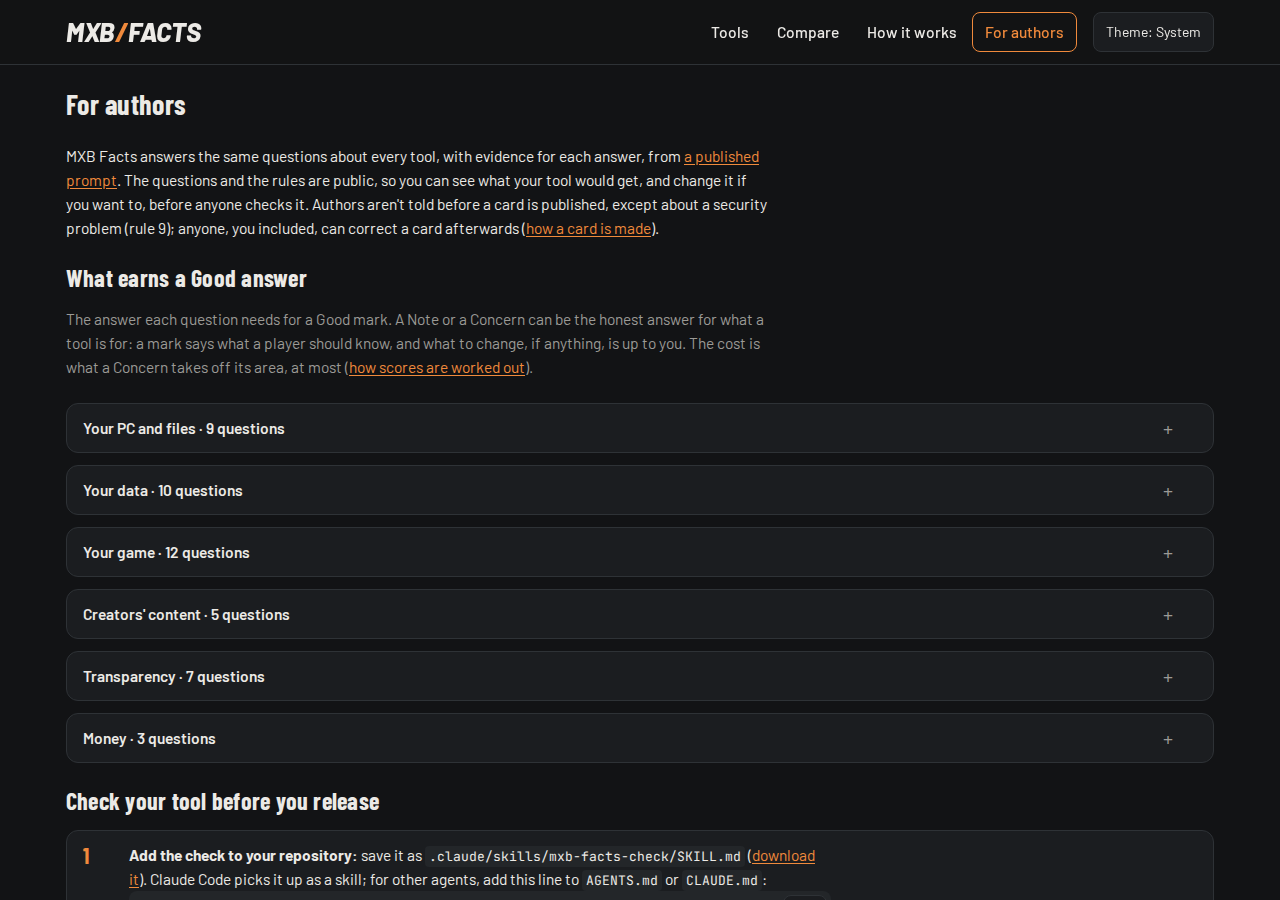 MXB/FACTS
Tools
Compare
How it works
For authors
Theme: System
For authors
MXB Facts answers the same questions about every tool, with evidence for each answer, from a published
prompt. The questions and the rules are public, so you can see what your tool would get, and change it if
you want to, before anyone checks it. Authors aren't told before a card is published, except about a security
problem (rule 9); anyone, you included, can correct a card afterwards (how a card is made).
What earns a Good answer
The answer each question needs for a Good mark. A Note or a Concern can be the honest answer for what a
tool is for: a mark says what a player should know, and what to change, if anything, is up to you. The cost is
what a Concern takes off its area, at most (how scores are worked out).
Your PC and files · 9 questions
+
Your data · 10 questions
+
Your game · 12 questions
+
Creators' content · 5 questions
+
Transparency · 7 questions
+
Money · 3 questions
+
Check your tool before you release
1
Add the check to your repository: save it as .claude/skills/mxb-facts-check/SKILL.md (download
it). Claude Code picks it up as a skill; for other agents, add this line to AGENTS.md or CLAUDE.md: